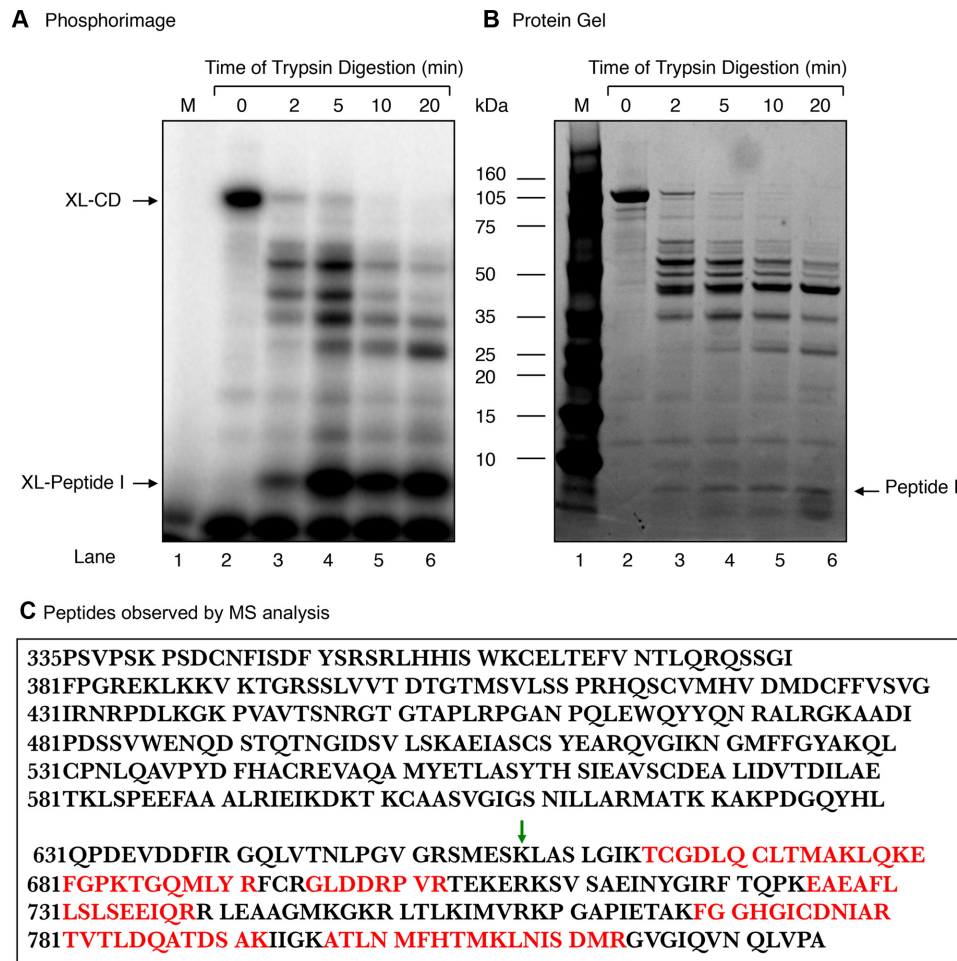 A Phosphorimage
B Protein Gel
Time of Trypsin Digestion (min)
Time of Trypsin Digestion (min)
M 0 2 5 10 20
kDa
M 0 2 5 10 20
XL-CD
160
105
75
50
35
25
20
15
10
XL-Peptide I
Peptide I
Lane 1 2 3 4 5 6
1 2 3 4 5 6
C Peptides observed by MS analysis
335PSVPSK PSDCNFISDF YSRSRLHHIS WKCELTEFV NTLQRQSSGI
381FPGREKLKKV KTGRSSLVVT DTGTMSVLSS PRHQSCVMHV DMDCFFVSVG
431IRNRPDLKGK PVAVTSNRGT GTAPLRPGAN PQLEWQYYQN RALRGKAADI
481PDSSVWENQD STQTNGIDSV LSKAEIASCS YEARQVGIKN GMFFGYAKQL
531CPNLQAVPYD FHACREVAQA MYETLASYTH SIEAVSCDEA LIDVTDILAE
581TKLSPEEFAA ALRIEIKDKT KCAASVGIGS NILLARMATK KAKPDGQYHL
631QPDEVDDFIR GQLVTNLPGV GRSMESKLAS LGIKTCGDLQ CLTMAKLQKE
681FGPKTGQMLY RFCRGLDDRP VRTEKERKSV SAEINYGIRF TQPKEAEAFL
731LSLSEEIQRR LEAAGMKGKR LTLKIMVRKP GAPIETAKFG GHGICDNIAR
781TVTLDQATDS AKIIGKATLN MFHTMKLNIS DMRGVGIQVN QLVPA